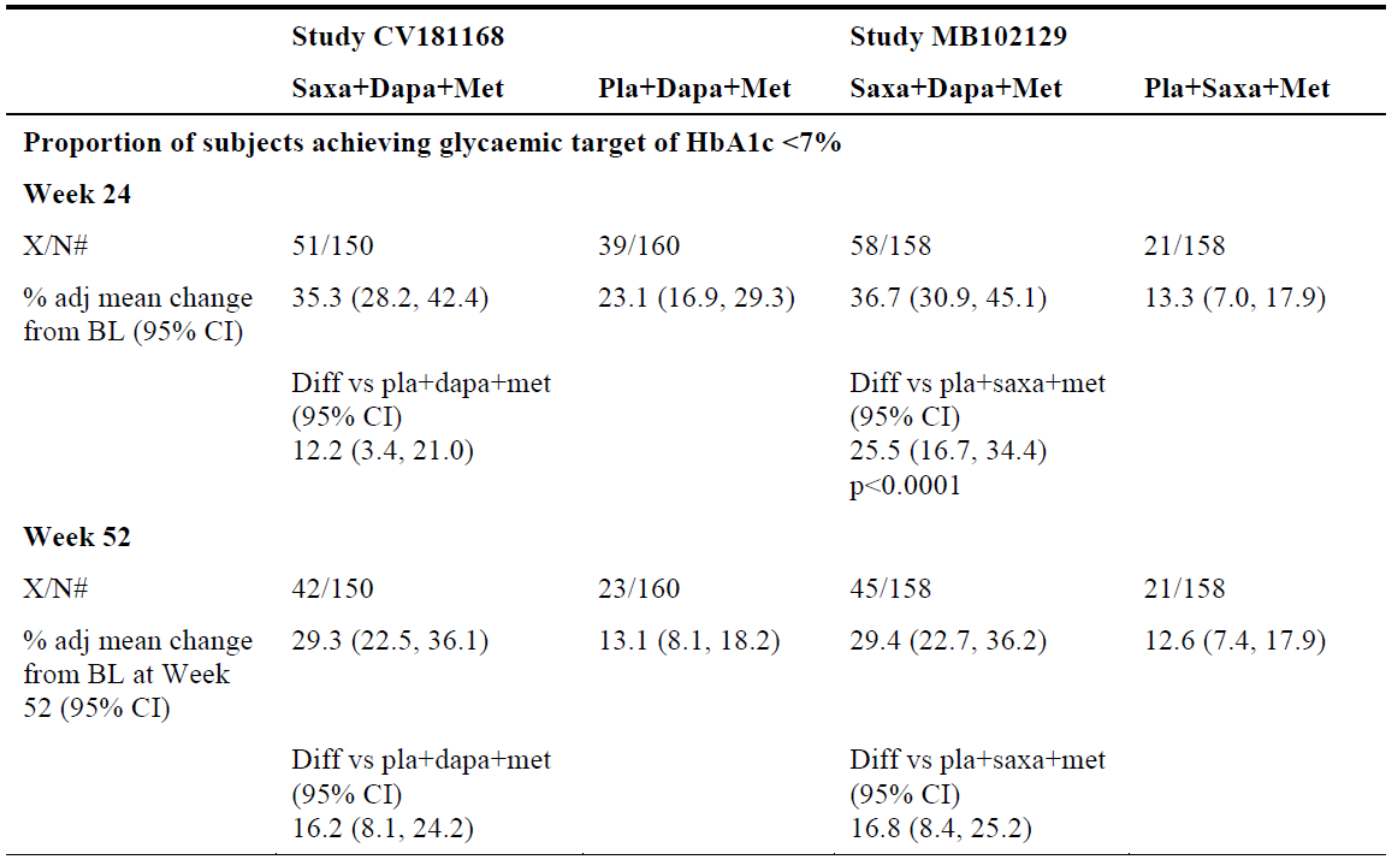 Study CV181168 Study MB102129
Saxa+Dapa+Met Pla+Dapa+Met Saxa+Dapa+Met Pla+Saxa+Met
Proportion of subjects achieving glycaemic target of HbA1c <7%
Week 24
X/N# 51/150 39/160 58/158 21/158
% adj mean change 35.3 (28.2, 42.4) 23.1 (16.9, 29.3) 36.7 (30.9, 45.1) 13.3 (7.0, 17.9)
from BL (95% CI)
Diff vs pla+dapa+met Diff vs pla+saxa+met
(95% CI) (95% CI)
12.2 (3.4, 21.0) 25.5 (16.7, 34.4)
p<0.0001
Week 52
X/N# 42/150 23/160 45/158 21/158
% adj mean change 29.3 (22.5, 36.1) 13.1 (8.1, 18.2) 29.4 (22.7, 36.2) 12.6 (7.4, 17.9)
from BL at Week
52 (95% CI)
Diff vs pla+dapa+met Diff vs pla+saxa+met
(95% CI) (95% CI)
16.2 (8.1, 24.2) 16.8 (8.4, 25.2)